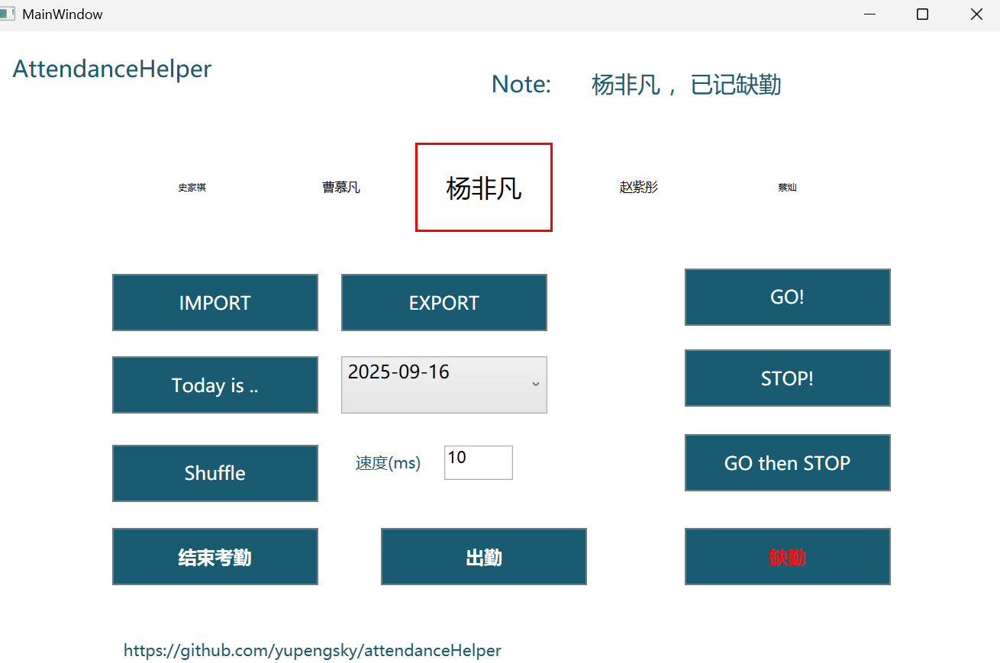 MainWindow
AttendanceHelper
Note: 杨非凡 ，已记缺勤
史家祺 曹慕凡 杨非凡 赵紫彤 蔡灿
IMPORT EXPORT GO!
Today is .. 2025-09-16 STOP!
Shuffle 速度(ms) 10 GO then STOP
结束考勤 出勤 缺勤
https://github.com/yupengsky/attendanceHelper